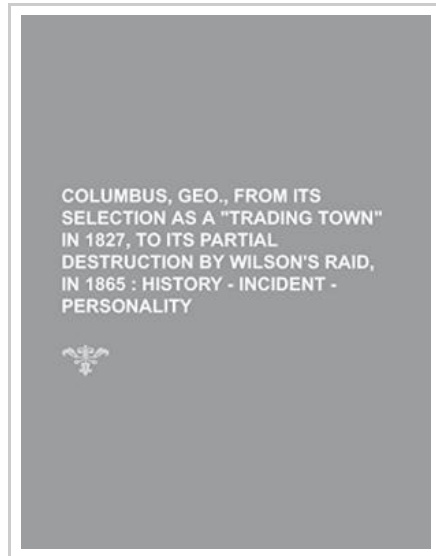 COLUMBUS, GEO., FROM ITS
SELECTION AS A "TRADING TOWN"
IN 1827, TO ITS PARTIAL
DESTRUCTION BY WILSON'S RAID,
IN 1865 : HISTORY - INCIDENT -
PERSONALITY